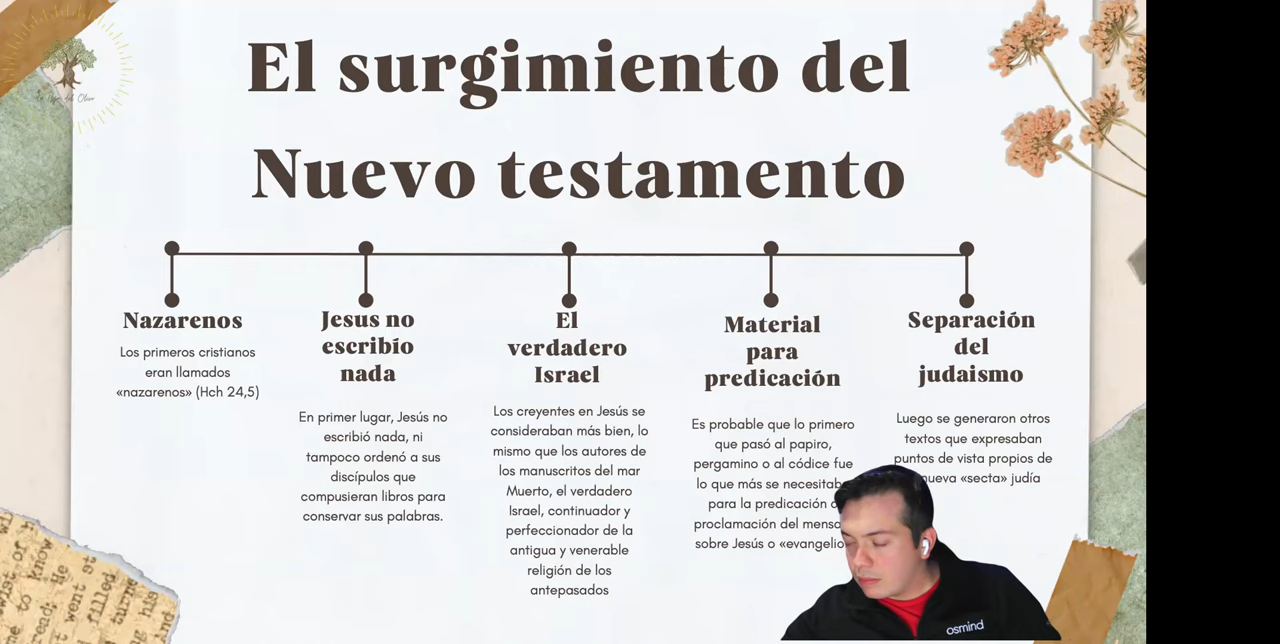 El surgimiento del
Nuevo testamento
Nazarenos
Los primeros cristianos
eran llamados
«nazarenos» (Hch 24,5)
Jesus no
escribío
nada
En primer lugar, Jesús no
escribió nada, ni
tampoco ordenó a sus
discípulos que
compusieran libros para
conservar sus palabras.
El
verdadero
Israel
Los creyentes en Jesús se
consideraban más bien, lo
mismo que los autores de
los manuscritos del mar
Muerto, el verdadero
Israel, continuador y
perfeccionador de la
antigua y venerable
religión de los
antepasados
Material
para
predicación
Es probable que lo primero
que pasó al papiro,
pergamino o al códice fue
lo que más se necesitab
para la predicación
proclamación del mensa
sobre Jesús o «evangelio
Separación
del
judaismo
Luego se generaron otros
textos que expresaban
puntos de vista propios de
nueva «secta» judía
osmind